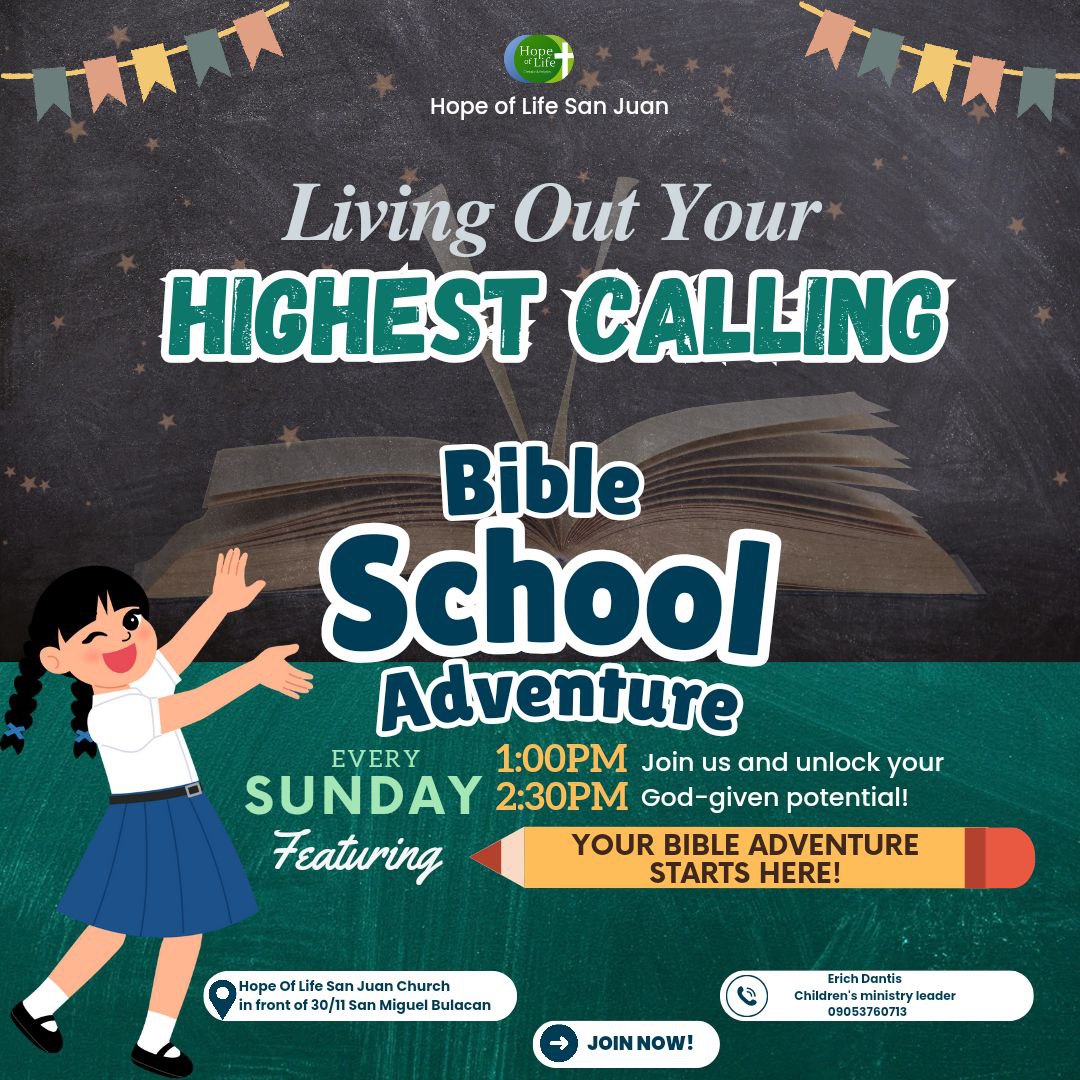 Hope
of Life
Hope of Life San Juan
Living Out Your
HIGHEST CALLING
Bible
School
Adventure
EVERY
SUNDAY
1:00PM
2:30PM
Join us and unlock your
God-given potential!
Featuring
YOUR BIBLE ADVENTURE
STARTS HERE!
Hope Of Life San Juan Church
in front of 30/11 San Miguel Bulacan
Erich Dantis
Children's ministry leader
09053760713
JOIN NOW!